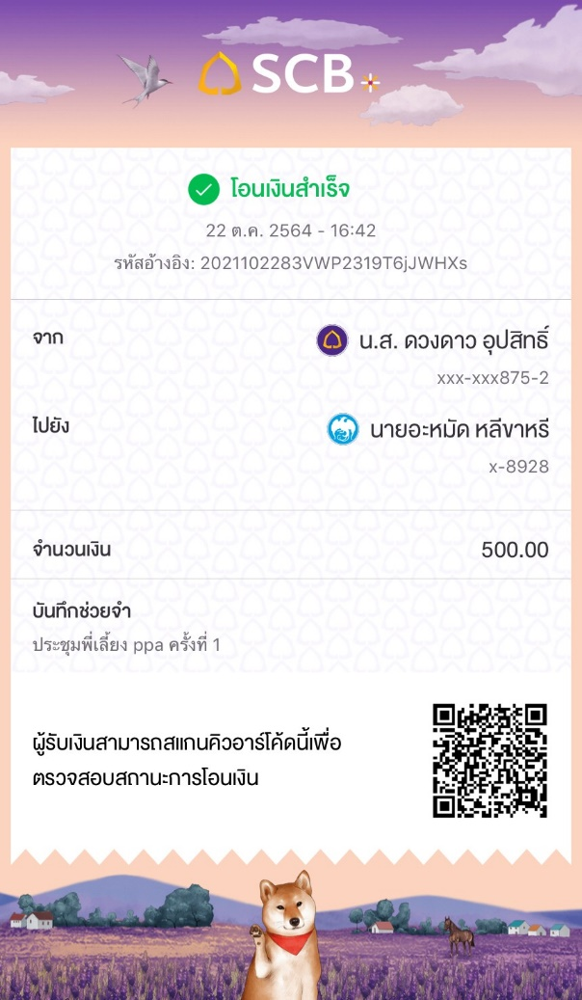 SCB
โอนเงินสำเร็จ
22 ต.ค. 2564 - 16:42
รหัสอ้างอิง: 2021102283VWP2319T6jJWHXs
จาก
น.ส. ดวงดาว อุปสิทธิ์
xxx-xxx875-2
ไปยัง
นายอะหมัด หลีขาหรี
x-8928
จำนวนเงิน 500.00
บันทึกช่วยจำ
ประชุมพี่เลี้ยง ppa ครั้งที่ 1
ผู้รับเงินสามารถสแกนคิวอาร์โค้ดนี้เพื่อ
ตรวจสอบสถานะการโอนเงิน